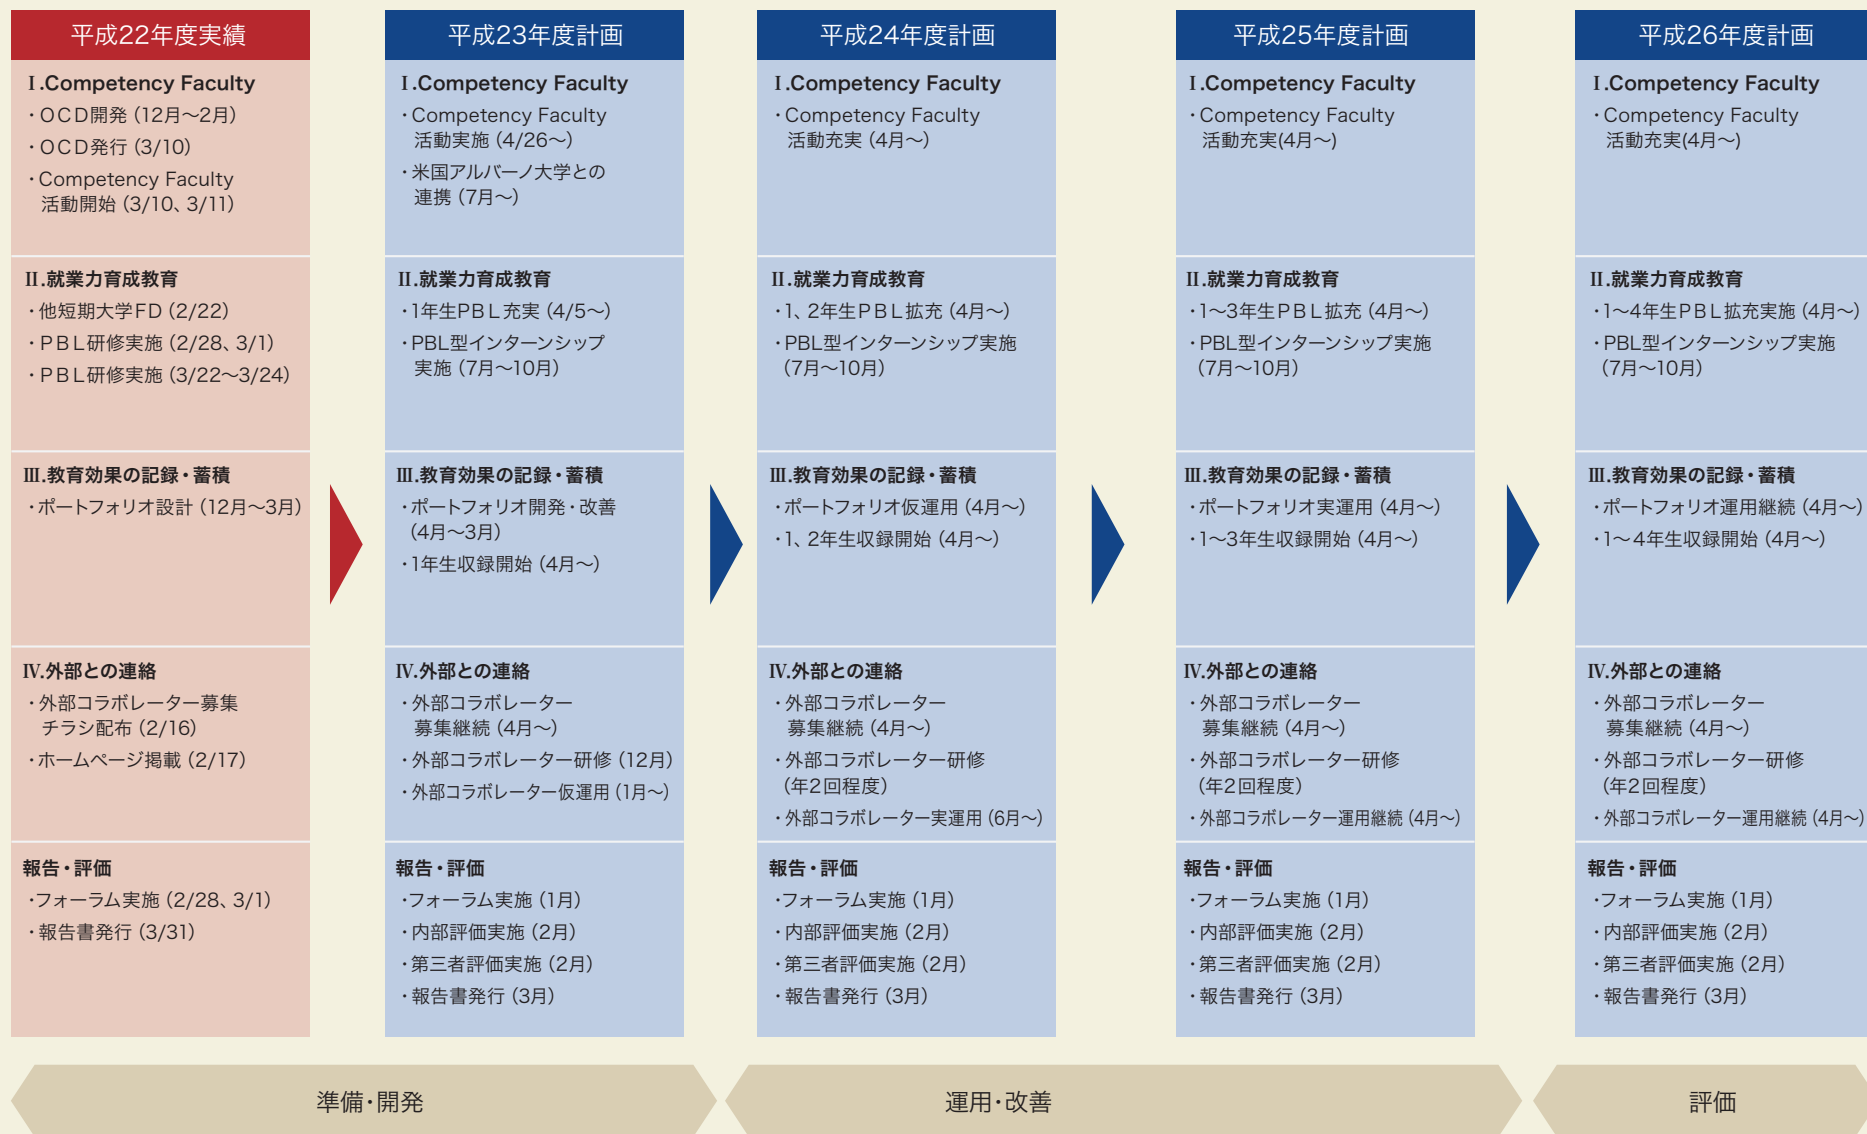 平成22年度実績
Ⅰ.Competency Faculty
・OCD開発（12月～2月）
・OCD発行（3/10）
・Competency Faculty
活動開始（3/10、3/11）
Ⅱ.就業力育成教育
・他短期大学FD（2/22）
・PBL研修実施（2/28、3/1）
・PBL研修実施（3/22～3/24）
Ⅲ.教育効果の記録・蓄積
・ポートフォリオ設計（12月～3月）
Ⅳ.外部との連絡
・外部コラボレーター募集
チラシ配布（2/16）
・ホームページ掲載（2/17）
報告・評価
・フォーラム実施（2/28、3/1）
・報告書発行（3/31）
平成23年度計画
Ⅰ.Competency Faculty
・Competency Faculty
活動実施（4/26～）
・米国アルバーノ大学との
連携（7月～）
Ⅱ.就業力育成教育
・1年生PBL充実（4/5～）
・PBL型インターンシップ
実施（7月～10月）
Ⅲ.教育効果の記録・蓄積
・ポートフォリオ開発・改善
（4月～3月）
・1年生収録開始（4月～）
Ⅳ.外部との連絡
・外部コラボレーター
募集継続（4月～）
・外部コラボレーター研修（12月）
・外部コラボレーター仮運用（1月～）
報告・評価
・フォーラム実施（1月）
・内部評価実施（2月）
・第三者評価実施（2月）
・報告書発行（3月）
平成24年度計画
Ⅰ.Competency Faculty
・Competency Faculty
活動充実（4月～）
Ⅱ.就業力育成教育
・1、2年生PBL拡充（4月～）
・PBL型インターンシップ実施
（7月～10月）
Ⅲ.教育効果の記録・蓄積
・ポートフォリオ仮運用（4月～）
・1、2年生収録開始（4月～）
Ⅳ.外部との連絡
・外部コラボレーター
募集継続（4月～）
・外部コラボレーター研修
（年2回程度）
・外部コラボレーター実運用（6月～）
報告・評価
・フォーラム実施（1月）
・内部評価実施（2月）
・第三者評価実施（2月）
・報告書発行（3月）
平成25年度計画
Ⅰ.Competency Faculty
・Competency Faculty
活動充実(4月～)
Ⅱ.就業力育成教育
・1～3年生PBL拡充（4月～）
・PBL型インターンシップ実施
（7月～10月）
Ⅲ.教育効果の記録・蓄積
・ポートフォリオ実運用（4月～）
・1～3年生収録開始（4月～）
Ⅳ.外部との連絡
・外部コラボレーター
募集継続（4月～）
・外部コラボレーター研修
（年2回程度）
・外部コラボレーター運用継続（4月～）
報告・評価
・フォーラム実施（1月）
・内部評価実施（2月）
・第三者評価実施（2月）
・報告書発行（3月）
平成26年度計画
Ⅰ.Competency Faculty
・Competency Faculty
活動充実(4月～)
Ⅱ.就業力育成教育
・1～4年生PBL拡充実施（4月～）
・PBL型インターンシップ実施
（7月～10月）
Ⅲ.教育効果の記録・蓄積
・ポートフォリオ運用継続（4月～）
・1～4年生収録開始（4月～）
Ⅳ.外部との連絡
・外部コラボレーター
募集継続（4月～）
・外部コラボレーター研修
（年2回程度）
・外部コラボレーター運用継続（4月～）
報告・評価
・フォーラム実施（1月）
・内部評価実施（2月）
・第三者評価実施（2月）
・報告書発行（3月）
準備・開発
運用・改善
評価